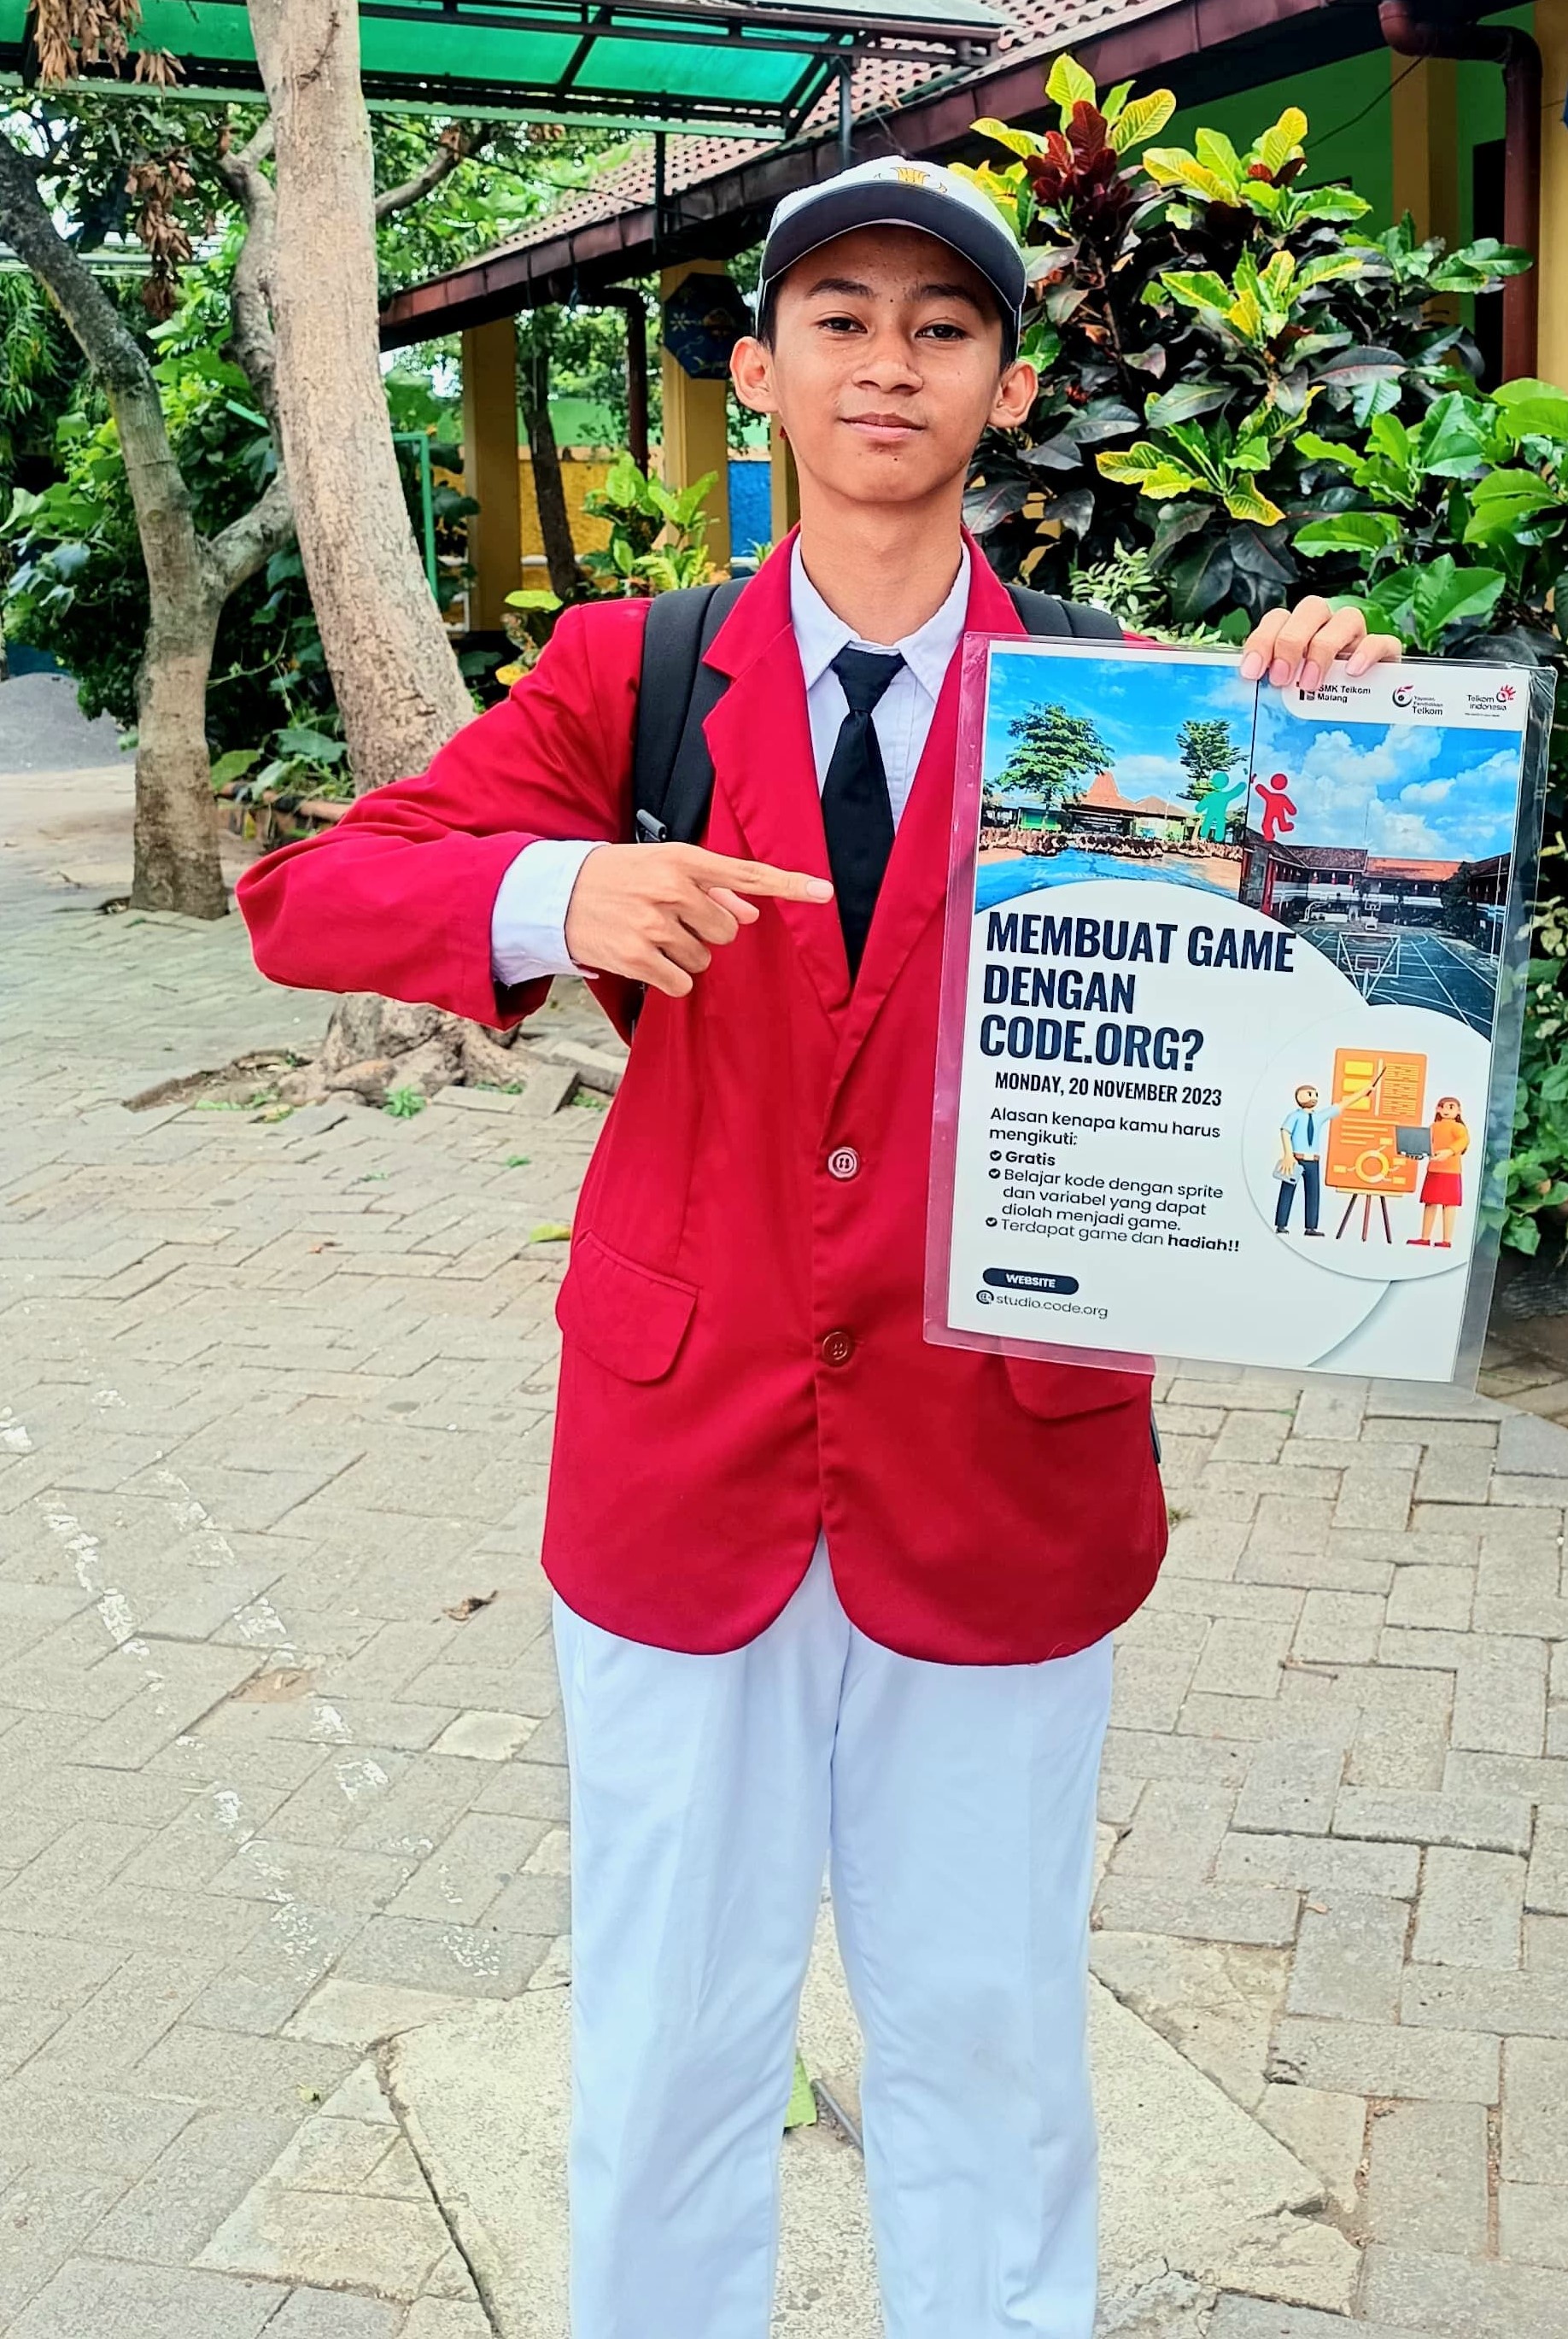 SMK Telkom
Malang
Yayasan
Pendidikan
Telkom
Telkom
Indonesia
MEMBUAT GAME
DENGAN
CODE.ORG?
MONDAY, 20 NOVEMBER 2023
Alasan kenapa kamu harus
mengikuti:
Gratis
Belajar kode dengan sprite
dan variabel yang dapat
diolah menjadi game.
Terdapat game dan hadiah!!
WEBSITE
studio.code.org